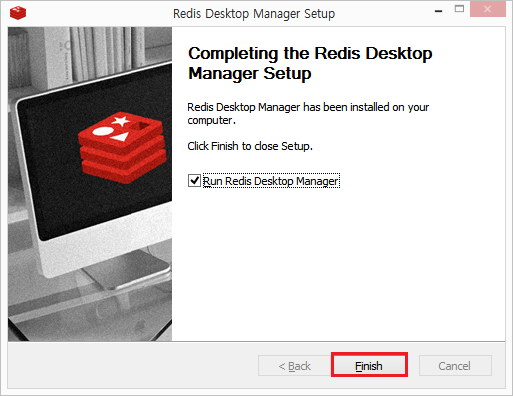 Redis Desktop Manager Setup
Completing the Redis Desktop
Manager Setup
Redis Desktop Manager has been installed on your
computer.
Click Finish to close Setup.
Run Redis Desktop Manager
< Back
Finish
Cancel